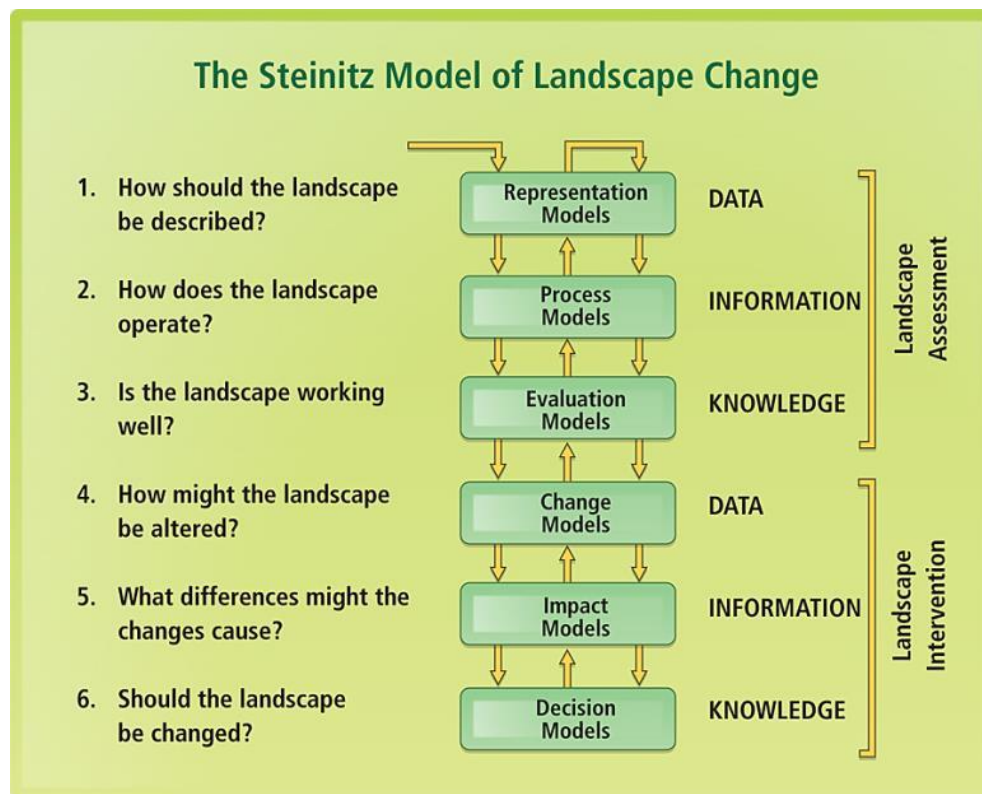 The Steinitz Model of Landscape Change
1. How should the landscape
be described?
Representation
Models
DATA
2. How does the landscape
operate?
Process
Models
INFORMATION
3. Is the landscape working
well?
Evaluation
Models
KNOWLEDGE
Landscape
Assessment
4. How might the landscape
be altered?
Change
Models
DATA
5. What differences might the
changes cause?
Impact
Models
INFORMATION
6. Should the landscape
be changed?
Decision
Models
KNOWLEDGE
Landscape
Intervention